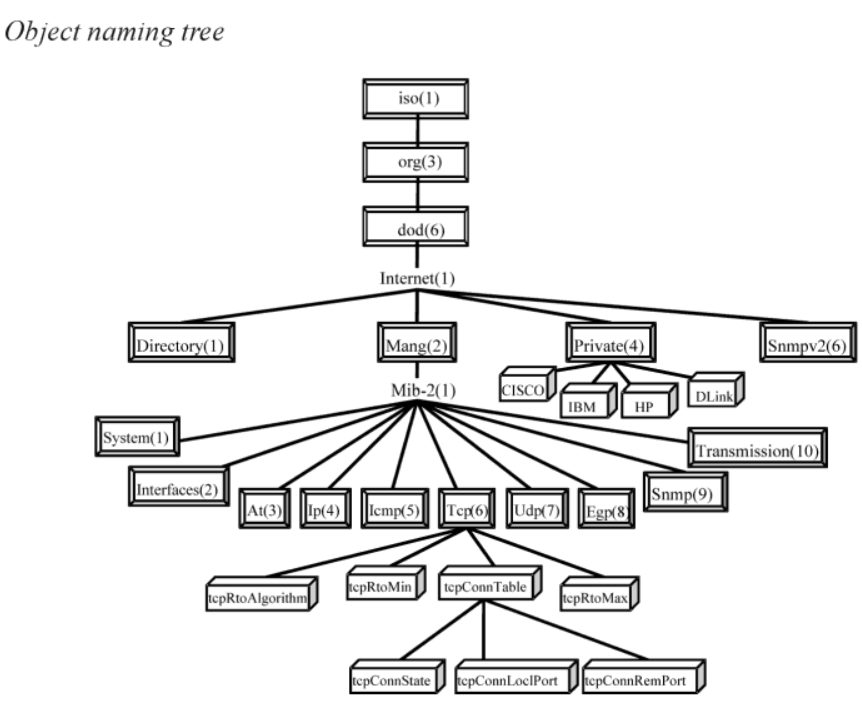 Object naming tree
iso(1)
org(3)
dod(6)
Internet(1)
Directory(1)
Mang(2)
Private(4)
Snmpv2(6)
CISCO
IBM
HP
DLink
Mib-2(1)
System(1)
Interfaces(2)
At(3)
Ip(4)
Icmp(5)
Tcp(6)
Udp(7)
Egp(8)
Snmp(9)
Transmission(10)
tcpRtoAlgorithm
tcpRtoMin
tcpConnTable
tcpRtoMax
tcpConnState
tcpConnLoclPort
tcpConnRemPort